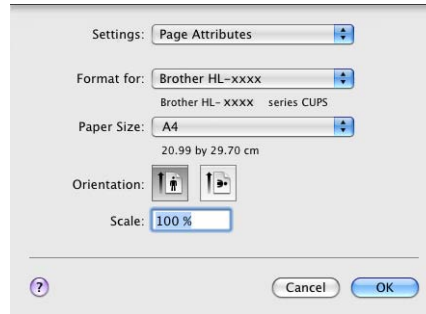 Settings: Page Attributes
Format for: Brother HL-xxxx
Brother HL- XXXX series CUPS
Paper Size: A4
20.99 by 29.70 cm
Orientation:
Scale: 100 %
? Cancel OK